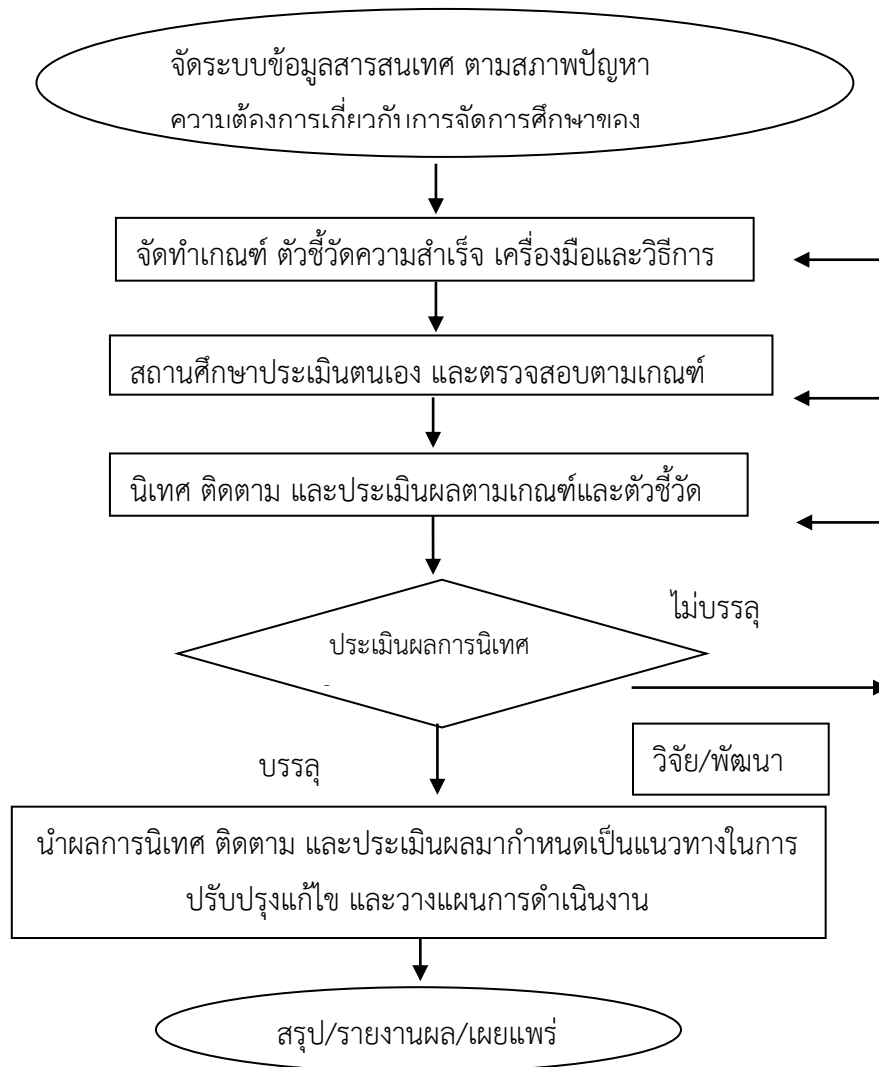 จัดระบบข้อมูลสารสนเทศ ตามสภาพปัญหา
ความต้องการเกี่ยวกับการจัดการศึกษาของ
จัดทำเกณฑ์ ตัวชี้วัดความสำเร็จ เครื่องมือและวิธีการ
สถานศึกษาประเมินตนเอง และตรวจสอบตามเกณฑ์
นิเทศ ติดตาม และประเมินผลตามเกณฑ์และตัวชี้วัด
ไม่บรรลุ
ประเมินผลการนิเทศ
บรรลุ
วิจัย/พัฒนา
นำผลการนิเทศ ติดตาม และประเมินผลมากำหนดเป็นแนวทางในการ
ปรับปรุงแก้ไข และวางแผนการดำเนินงาน
สรุป/รายงานผล/เผยแพร่